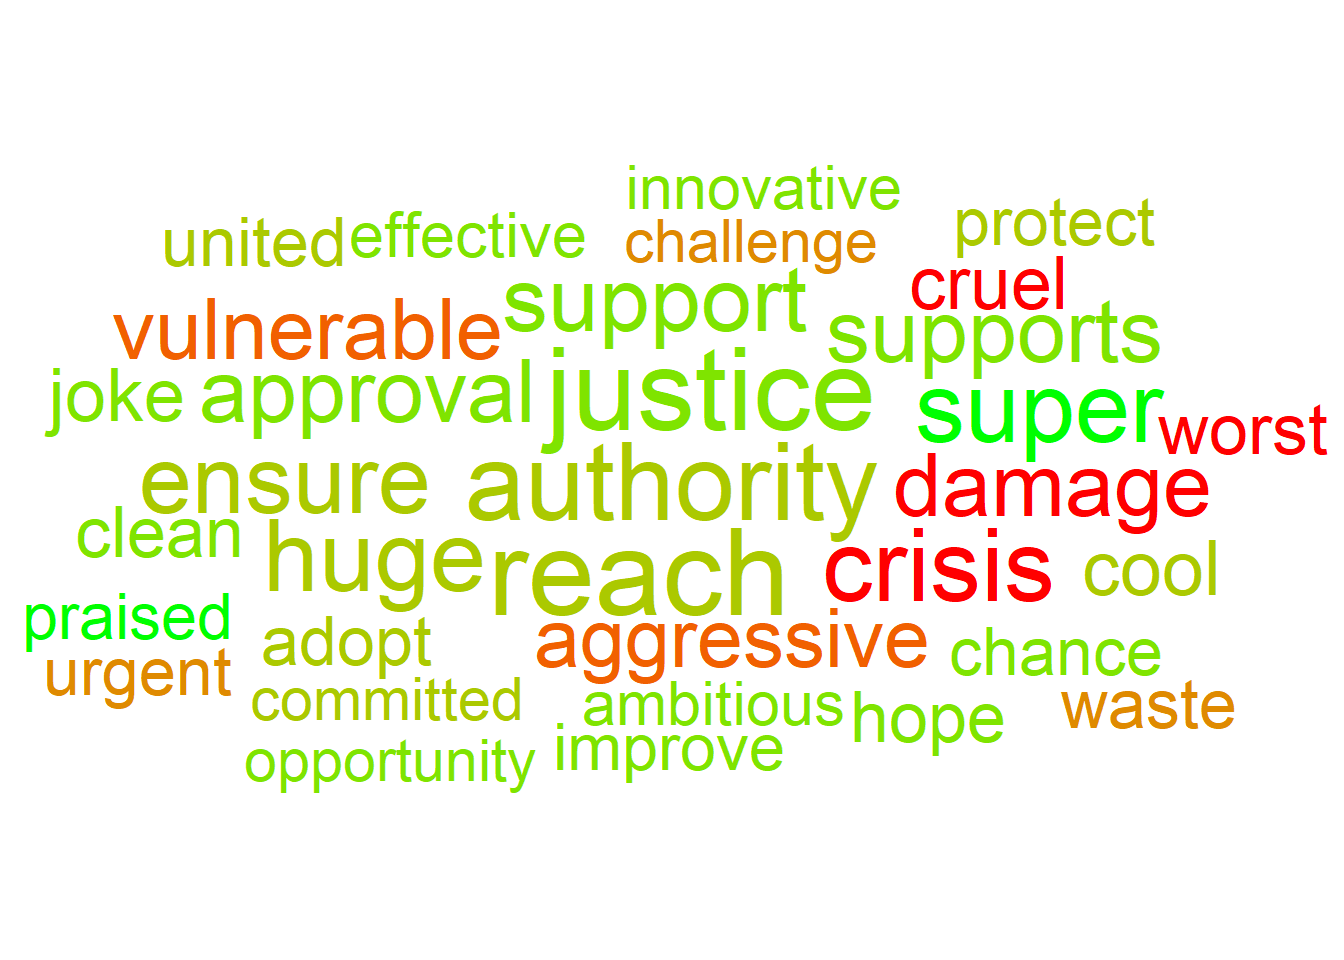 innovative
united effective challenge protect
support cruel
vulnerable supports
joke approval justice super worst
ensure authority damage
clean huge reach crisis cool
praised adopt aggressive chance
urgent committed ambitious hope waste
opportunity improve